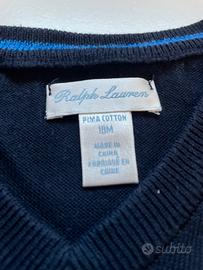 Ralph Lauren
PIMA COTTON
18M
MADE IN
CHINA
FABRIQUÉ EN
CHINE
subito